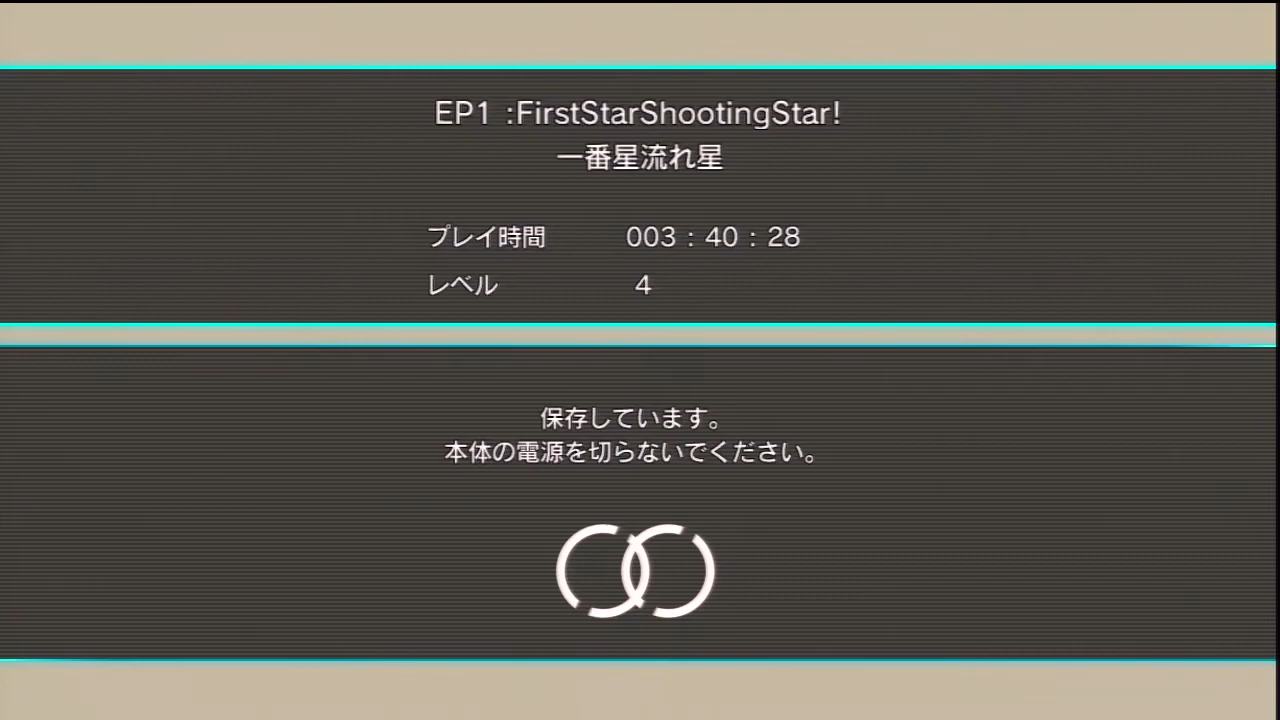 EP1 :FirstStarShootingStar!
一番星流れ星
プレイ時間 003 : 40 : 28
レベル 4
保存しています。
本体の電源を切らないでください。